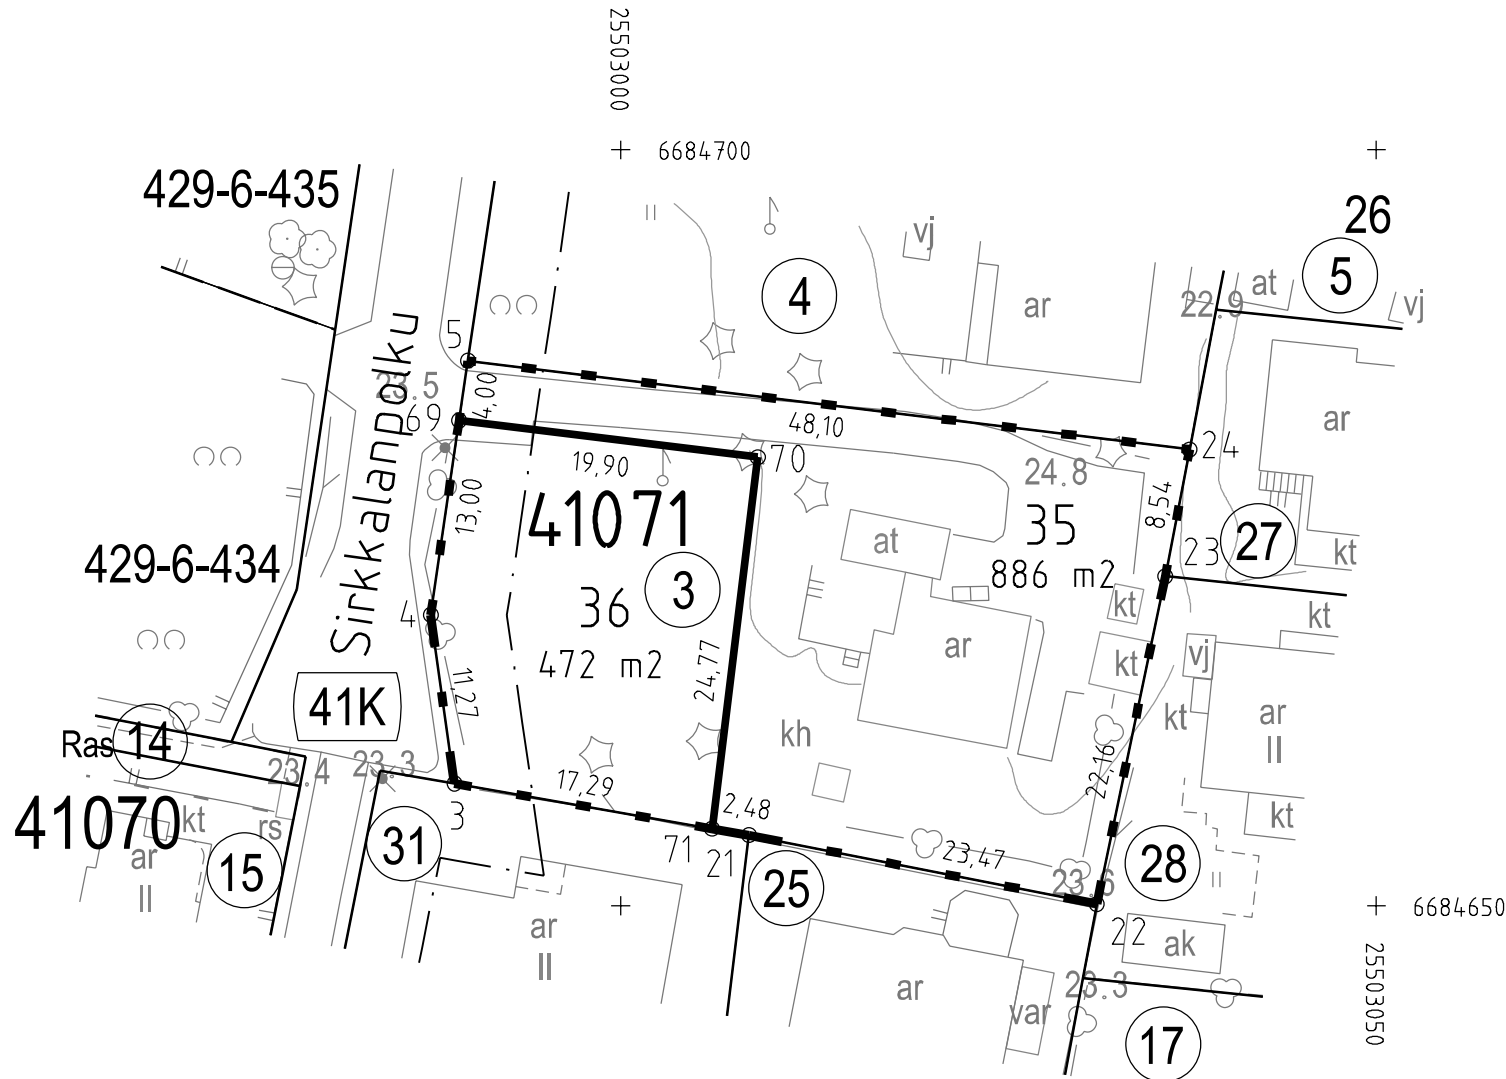 25503000
6684700
429-6-435
26
vj
5
at
vj
4
ar
22.9
5
23.5
4,00
69
48,10
ar
24
19,90
70
24.8
Sirkkalanpolku
13,00
41071
8,54
35
27
at
23
kt
429-6-434
886 m2
3
36
kt
kt
4
ar
472 m2
24,77
kt
vj
11,27
41K
kt
ar
II
Ras 14
kh
23.4
23.3
22,16
17,29
3
2,48
41070
kt
rs
kt
ar
II
31
71
21
23,47
15
25
23.6
28
ar
II
22
ak
6684650
ar
23.3
var
25503050
17